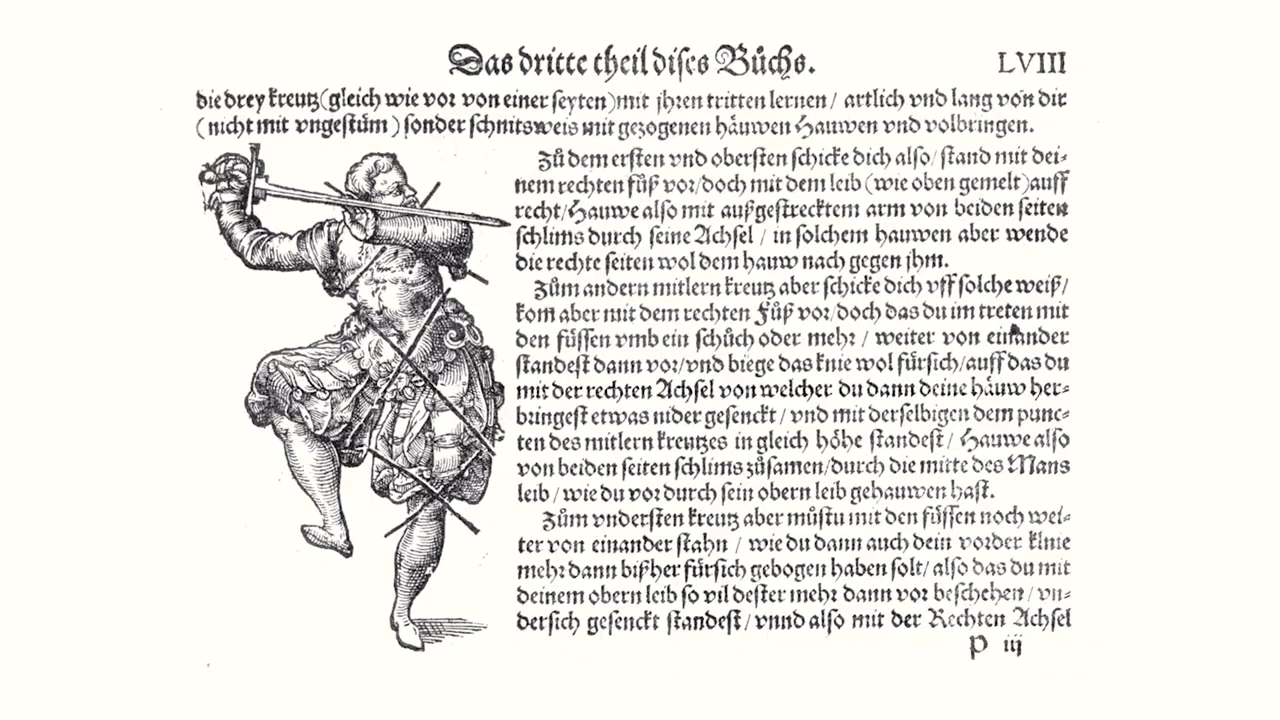 Das dritte theil dises Bůchs. LVIII
die drey kreutz (gleich wie vor von einer seyten) mit jhren tritten lernen / artlich vnd lang von dir
(nicht mit vngestüm) sonder schnitsweis mit gezogenen häuwen Hauwen vnd volbringen.
Zů dem ersten vnd obersten schicke dich also / stand mit dei=
nem rechten fůß vor / doch mit dem leib (wie oben gemelt) auff
recht / Hauwe also mit außgestrecktem arm von beiden seiten
schlims durch seine Achsel / in solchem hauwen aber wende
die rechte seiten wol dem hauw nach gegen jhm.
Zům andern mitlern kreutz aber schicke dich vff solche weiß /
kom aber mit dem rechten Fůß vor / doch das du im tretten mit
den füssen vmb ein schůch oder mehr / weiter von einander
standest dann vor / vnd biege das knie wol fürsich / auff das du
mit der rechten Achsel von welcher du dann deine häuw her=
bringest etwas nider gesenckt / vnd mit derselbigen dem punc=
ten des mitlern kreutzes in gleich höhe standest / Hauwe also
von beiden seiten schlims zůsamen / durch die mitte des Mans
leib / wie du vor durch sein obern leib gehauwen hast.
Zům vndersten kreutz aber můstu mit den füssen noch wei=
ter von einander stahn / wie du dann auch dein vorder klnie
mehr dann bißher fürsich gebogen haben solt / also das du mit
deinem obern leib so vil dester mehr dann vor beschehen / vn=
dersich gesenckt standest / vnnd also mit der Rechten Achsel
P iij